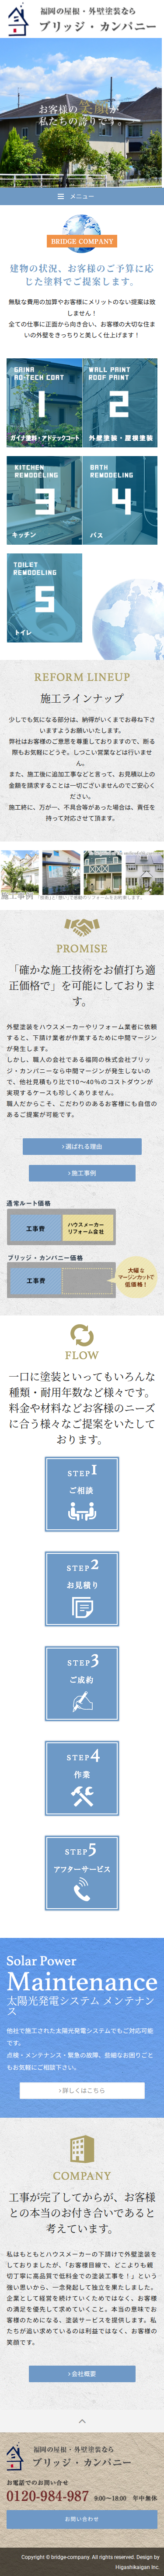 福岡の屋根・外壁塗装なら
ブリッジ・カンパニー
お客様の笑顔が、
私たちの誇りです。
メニュー
BRIDGE COMPANY
建物の状況、お客様のご予算に応
じた塗料でご提案します。
無駄な費用の加算やお客様にメリットのない提案は致
しません！
全ての仕事に正面から向き合い、お客様の大切な住ま
いの外壁をきっちりと美しく仕上げます！
GAINA
AD-TECH COAT
1
ガイナ塗装・アドテックコート
WALL PAINT
ROOF PAINT
2
外壁塗装・屋根塗装
KITCHEN
REMODELING
3
キッチン
BATH
REMODELING
4
バス
TOILET
REMODELING
5
トイレ
REFORM LINEUP
施工ラインナップ
少しでも気になる部分は、納得がいくまでお尋ね下さ
いますようお願いいたします。
弊社はお客様のご意思を尊重しておりますので、断る
際もお気軽にどうぞ。しつこい営業などは行いませ
ん。
また、施工後に追加工事などと言って、お見積以上の
金額を請求することは一切ございませんのでご安心く
ださい。
施工終に、万が一、不具合等があった場合は、責任を
持って対応させて頂きます。
施工事例
PROMISE
「確かな施工技術をお値打ち適
正価格で」を可能にしておりま
す。
外壁塗装をハウスメーカーやリフォーム業者に依頼
すると、下請け業者が作業するために中間マージン
が発生します。
しかし、職人の会社である福岡の株式会社ブリッ
ジ・カンパニーなら中間マージンが発生しないの
で、他社見積もり比で10〜40％のコストダウンが
実現するケースも珍しくありません。
職人だからこそ、こだわりのあるお客様にも自信の
あるご提案が可能です。
選ばれる理由
施工事例
通常ルート価格
工事費
ハウスメーカー
リフォーム会社
ブリッジ・カンパニー価格
工事費
大幅な
マージンカットで
低価格！
FLOW
一口に塗装といってもいろんな
種類・耐用年数など様々です。
料金や材料などお客様のニーズ
に合う様々なご提案をいたして
おります。
STEP1
ご相談
STEP2
お見積り
STEP3
ご成約
STEP4
作業
STEP5
アフターサービス
Solar Power
Maintenance
太陽光発電システム メンテナン
ス
他社で施工された太陽光発電システムでもご対応可能
です。
点検・メンテナンス・緊急の故障、些細なお困りごと
もお気軽にご相談下さい。
詳しくはこちら
COMPANY
工事が完了してからが、お客様
との本当のお付き合いであると
考えています。
私はもともとハウスメーカーの下請けで外壁塗装を
しておりましたが、「お客様目線で、どこよりも親
切丁寧に高品質で低料金での塗装工事を！」という
強い思いから、一念発起して独立を果たしました。
企業として経営を続けていくためではなく、お客様
の満足を優先して求めていくこと。本当の意味でお
客様のためになる、塗装サービスを提供します。私
たちが追い求めているのは利益ではなく、お客様の
笑顔です。
会社概要
福岡の屋根・外壁塗装なら
ブリッジ・カンパニー
お電話でのお問い合せ
0120-984-987 9:00〜18:00 年中無休
お問い合わせ
Copyright © bridge-company. All rights reserved. Design by
Higashikaigan Inc.